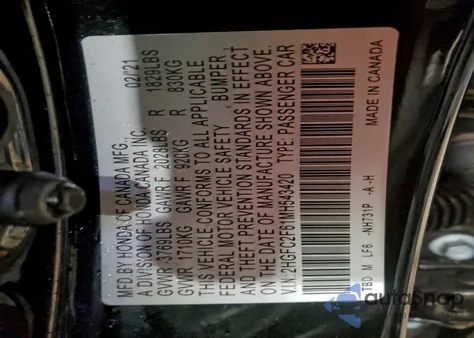 MFD BY HONDA OF CANADA MFG. 02/21
A DIVISION OF HONDA CANADA INC.
GVWR 3769LBS GAWR F 2028LBS R 1829LBS
GVWR 1710KG GAWR F 920KG R 830KG
THIS VEHICLE CONFORMS TO ALL APPLICABLE
FEDERAL MOTOR VEHICLE SAFETY , BUMPER ,
AND THEFT PREVENTION STANDARDS IN EFFECT
ON THE DATE OF MANUFACTURE SHOWN ABOVE.
V.I.N. 2HGFC2F61MH543420 TYPE: PASSENGER CAR
TBD M LF6 -NH731P -A -H MADE IN CANADA
autoSnap